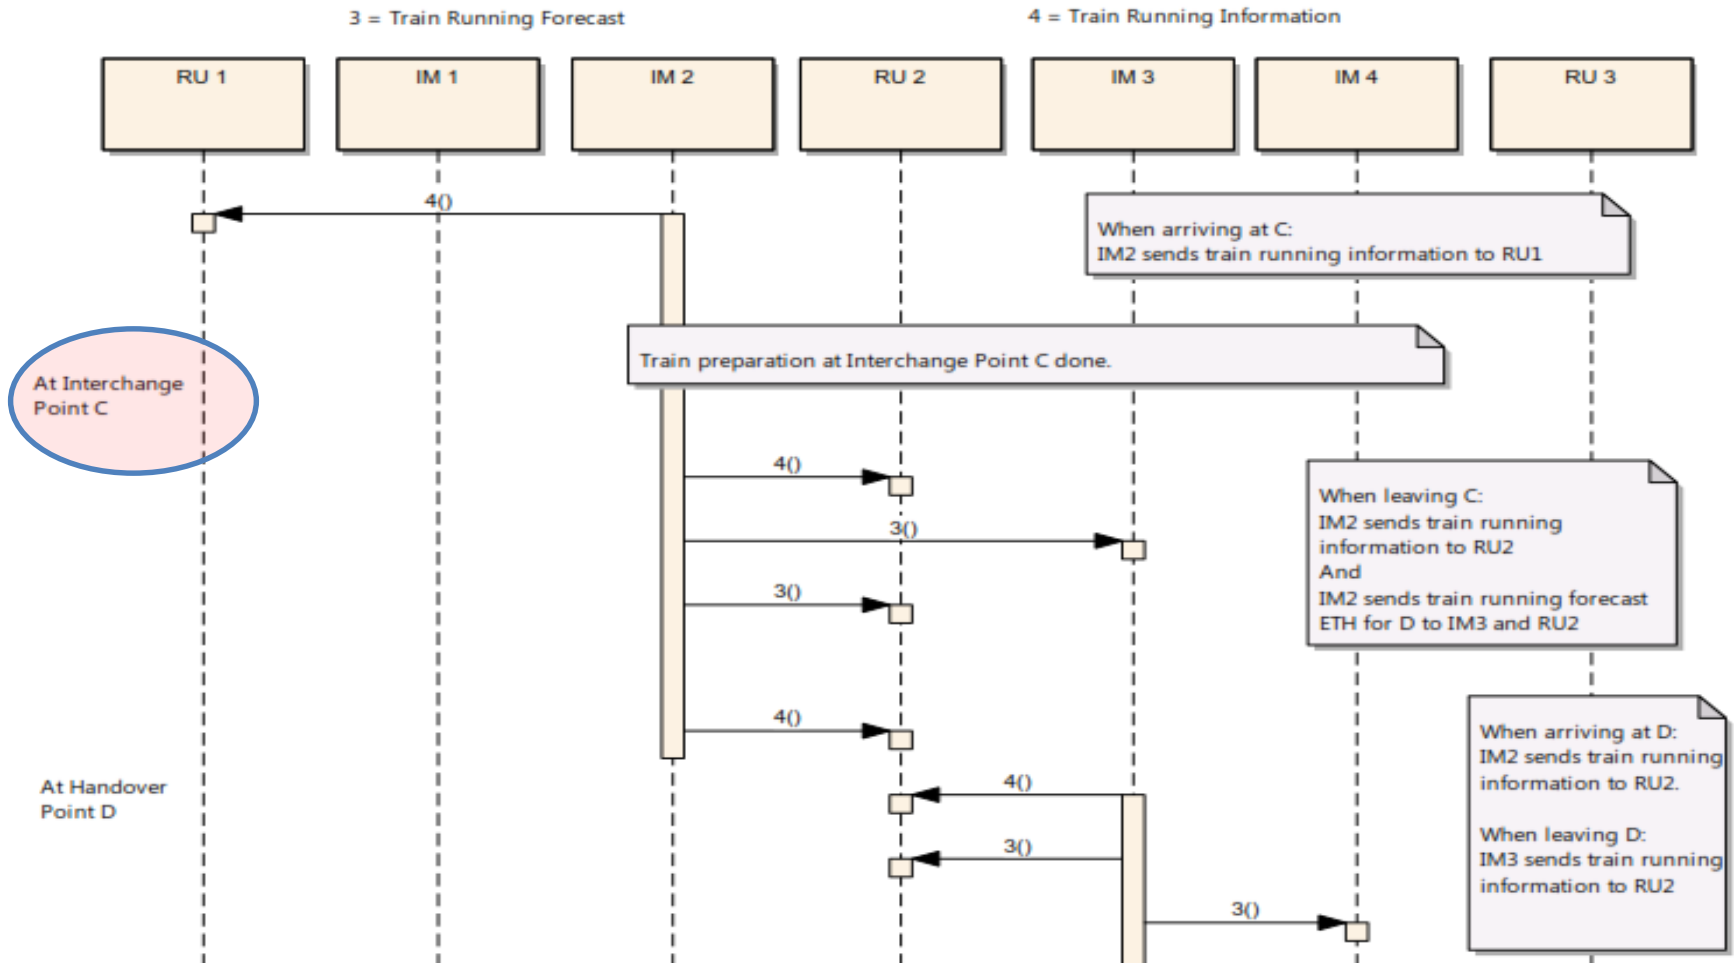 3 = Train Running Forecast
4 = Train Running Information
RU 1
IM 1
IM 2
RU 2
IM 3
IM 4
RU 3
4()
When arriving at C:
IM2 sends train running information to RU1
Train preparation at Interchange Point C done.
At Interchange
Point C
4()
3()
3()
When leaving C:
IM2 sends train running
information to RU2
And
IM2 sends train running forecast
ETH for D to IM3 and RU2
4()
At Handover
Point D
4()
3()
3()
When arriving at D:
IM2 sends train running
information to RU2.
When leaving D:
IM3 sends train running
information to RU2